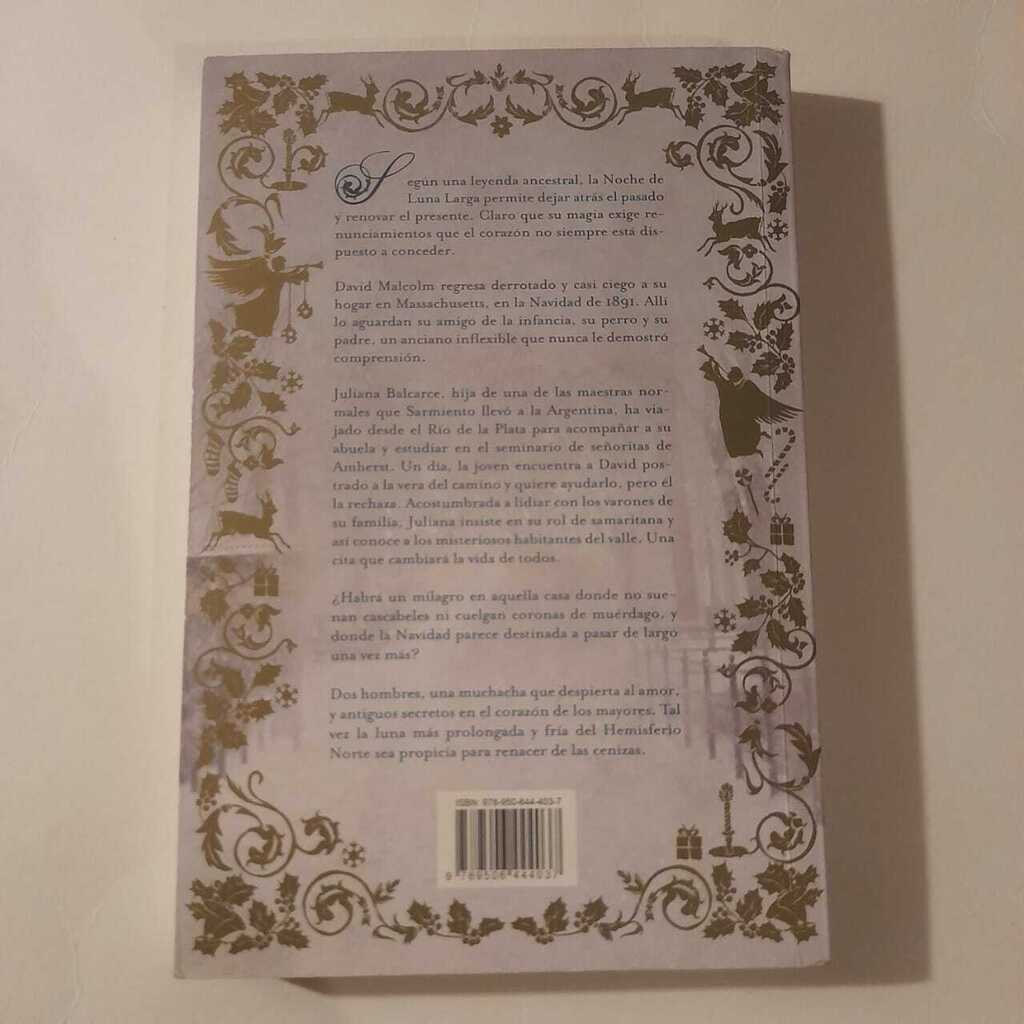 Según una leyenda ancestral, la Noche de
Luna Larga permite dejar atrás el pasado
y renovar el presente. Claro que su magia exige re-
nunciamientos que el corazón no siempre está dis-
puesto a conceder.
David Malcolm regresa derrotado y casi ciego a su
hogar en Massachusetts, en la Navidad de 1891. Allí
lo aguardan su amigo de la infancia, su perro y su
padre, un anciano inflexible que nunca le demostró
comprensión.
Juliana Balcarce, hija de una de las maestras nor-
males que Sarmiento llevó a la Argentina, ha via-
jado desde el Río de la Plata para acompañar a su
abuela y estudiar en el seminario de señoritas de
Amherst. Un día, la joven encuentra a David pos-
trado a la vera del camino y quiere ayudarlo, pero él
la rechaza. Acostumbrada a lidiar con los varones de
su familia, Juliana insiste en su rol de samaritana y
así conoce a los misteriosos habitantes del valle. Una
cita que cambiará la vida de todos.
¿Habrá un milagro en aquella casa donde no sue-
nan cascabeles ni cuelgan coronas de muérdago, y
donde la Navidad parece destinada a pasar de largo
una vez más?
Dos hombres, una muchacha que despierta al amor,
y antiguos secretos en el corazón de los mayores. Tal
vez la luna más prolongada y fría del Hemisferio
Norte sea propicia para renacer de las cenizas.
ISBN 978-950-644-403-7
9 789506 444037